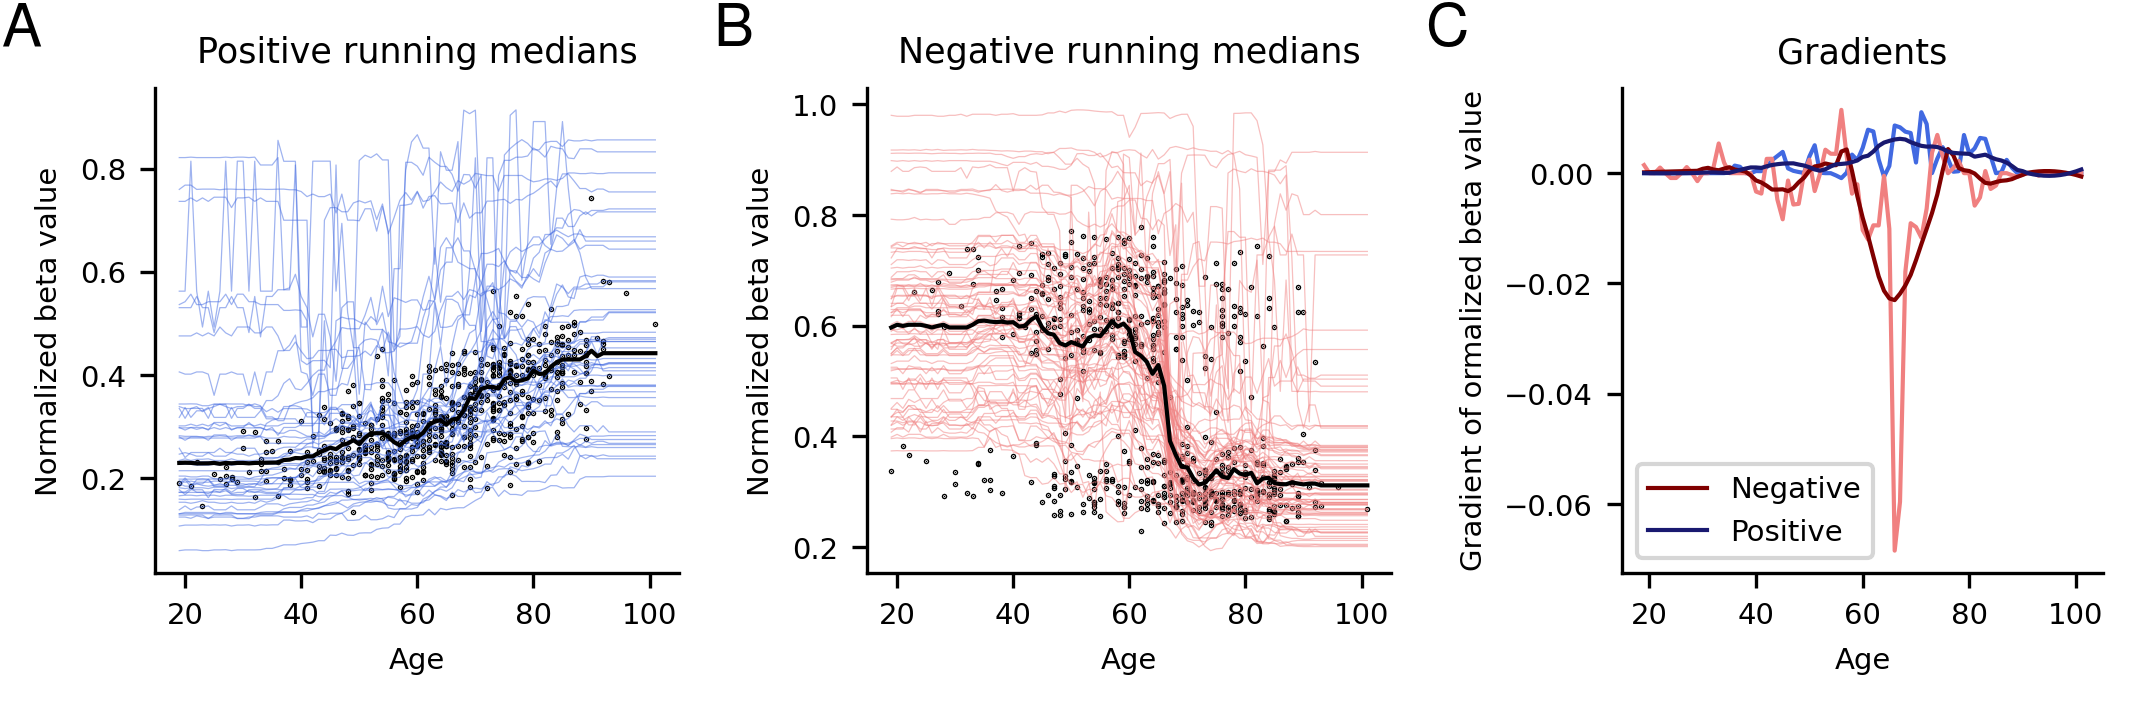 A
Positive running medians
Normalized beta value
0.8
0.6
0.4
0.2
20 40 60 80 100
Age
B
Negative running medians
Normalized beta value
1.0
0.8
0.6
0.4
0.2
20 40 60 80 100
Age
C
Gradients
Gradient of ormalized beta value
0.00
−0.02
−0.04
−0.06
Negative
Positive
20 40 60 80 100
Age